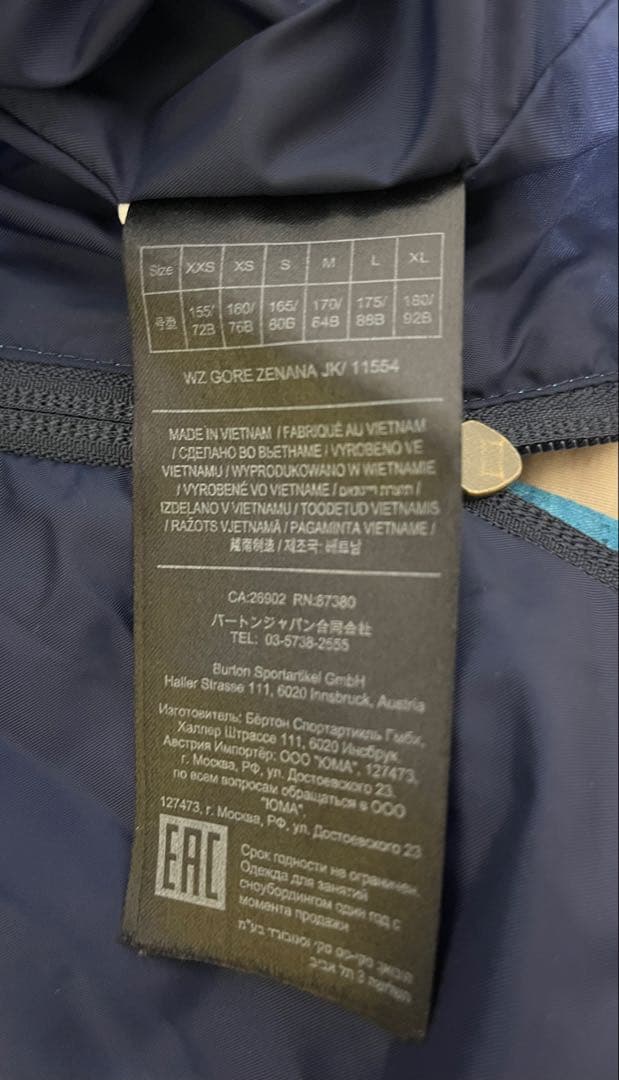 Size XXS XS S M L XL
号型 155/72B 160/76B 165/80B 170/84B 175/88B 180/92B
WZ GORE ZENANA JK/ 11554
MADE IN VIETNAM / FABRIQUÉ AU VIETNAM
/ СДЕЛАНО ВО ВЬЕТНАМЕ / VYROBENO VE
VIETNAMU / WYPRODUKOWANO W WIETNAMIE
/ VYROBENÉ VO VIETNAME /
IZDELANO V VIETNAMU / TOODETUD VIETNAMIS
/ RAŽOTS VJETNAMĀ / PAGAMINTA VIETNAME /
越南制造 / 제조국: 베트남
CA:26902 RN:87380
バートンジャパン合同会社
TEL: 03-5738-2555
Burton Sportartikel GmbH
Haller Strasse 111, 6020 Innsbruck, Austria
Изготовитель: Бёртон Спортартикль Гмбх,
Халлер Штрассе 111, 6020 Инсбрук,
Австрия Импортёр: ООО "ЮМА", 127473,
г. Москва, РФ, ул. Достоевского 23,
по всем вопросам обращаться в ООО
"ЮМА",
127473, г. Москва, РФ, ул. Достоевского 23
EAC
Срок годности не ограничен,
Одежда для занятий
сноубордингом один год с
момента продажи